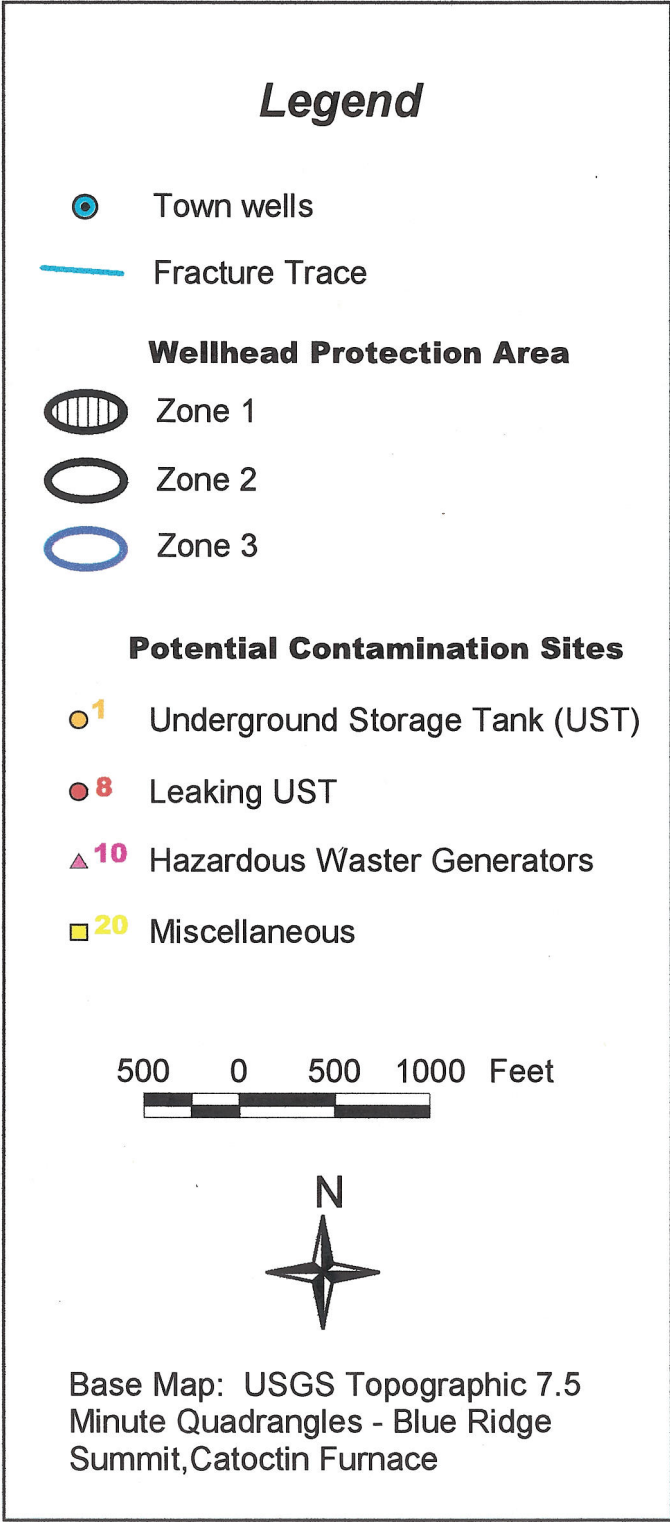 Legend
Town wells
Fracture Trace
Wellhead Protection Area
Zone 1
Zone 2
Zone 3
Potential Contamination Sites
1 Underground Storage Tank (UST)
8 Leaking UST
10 Hazardous Waster Generators
20 Miscellaneous
500 0 500 1000 Feet
N
Base Map: USGS Topographic 7.5
Minute Quadrangles - Blue Ridge
Summit,Catoctin Furnace